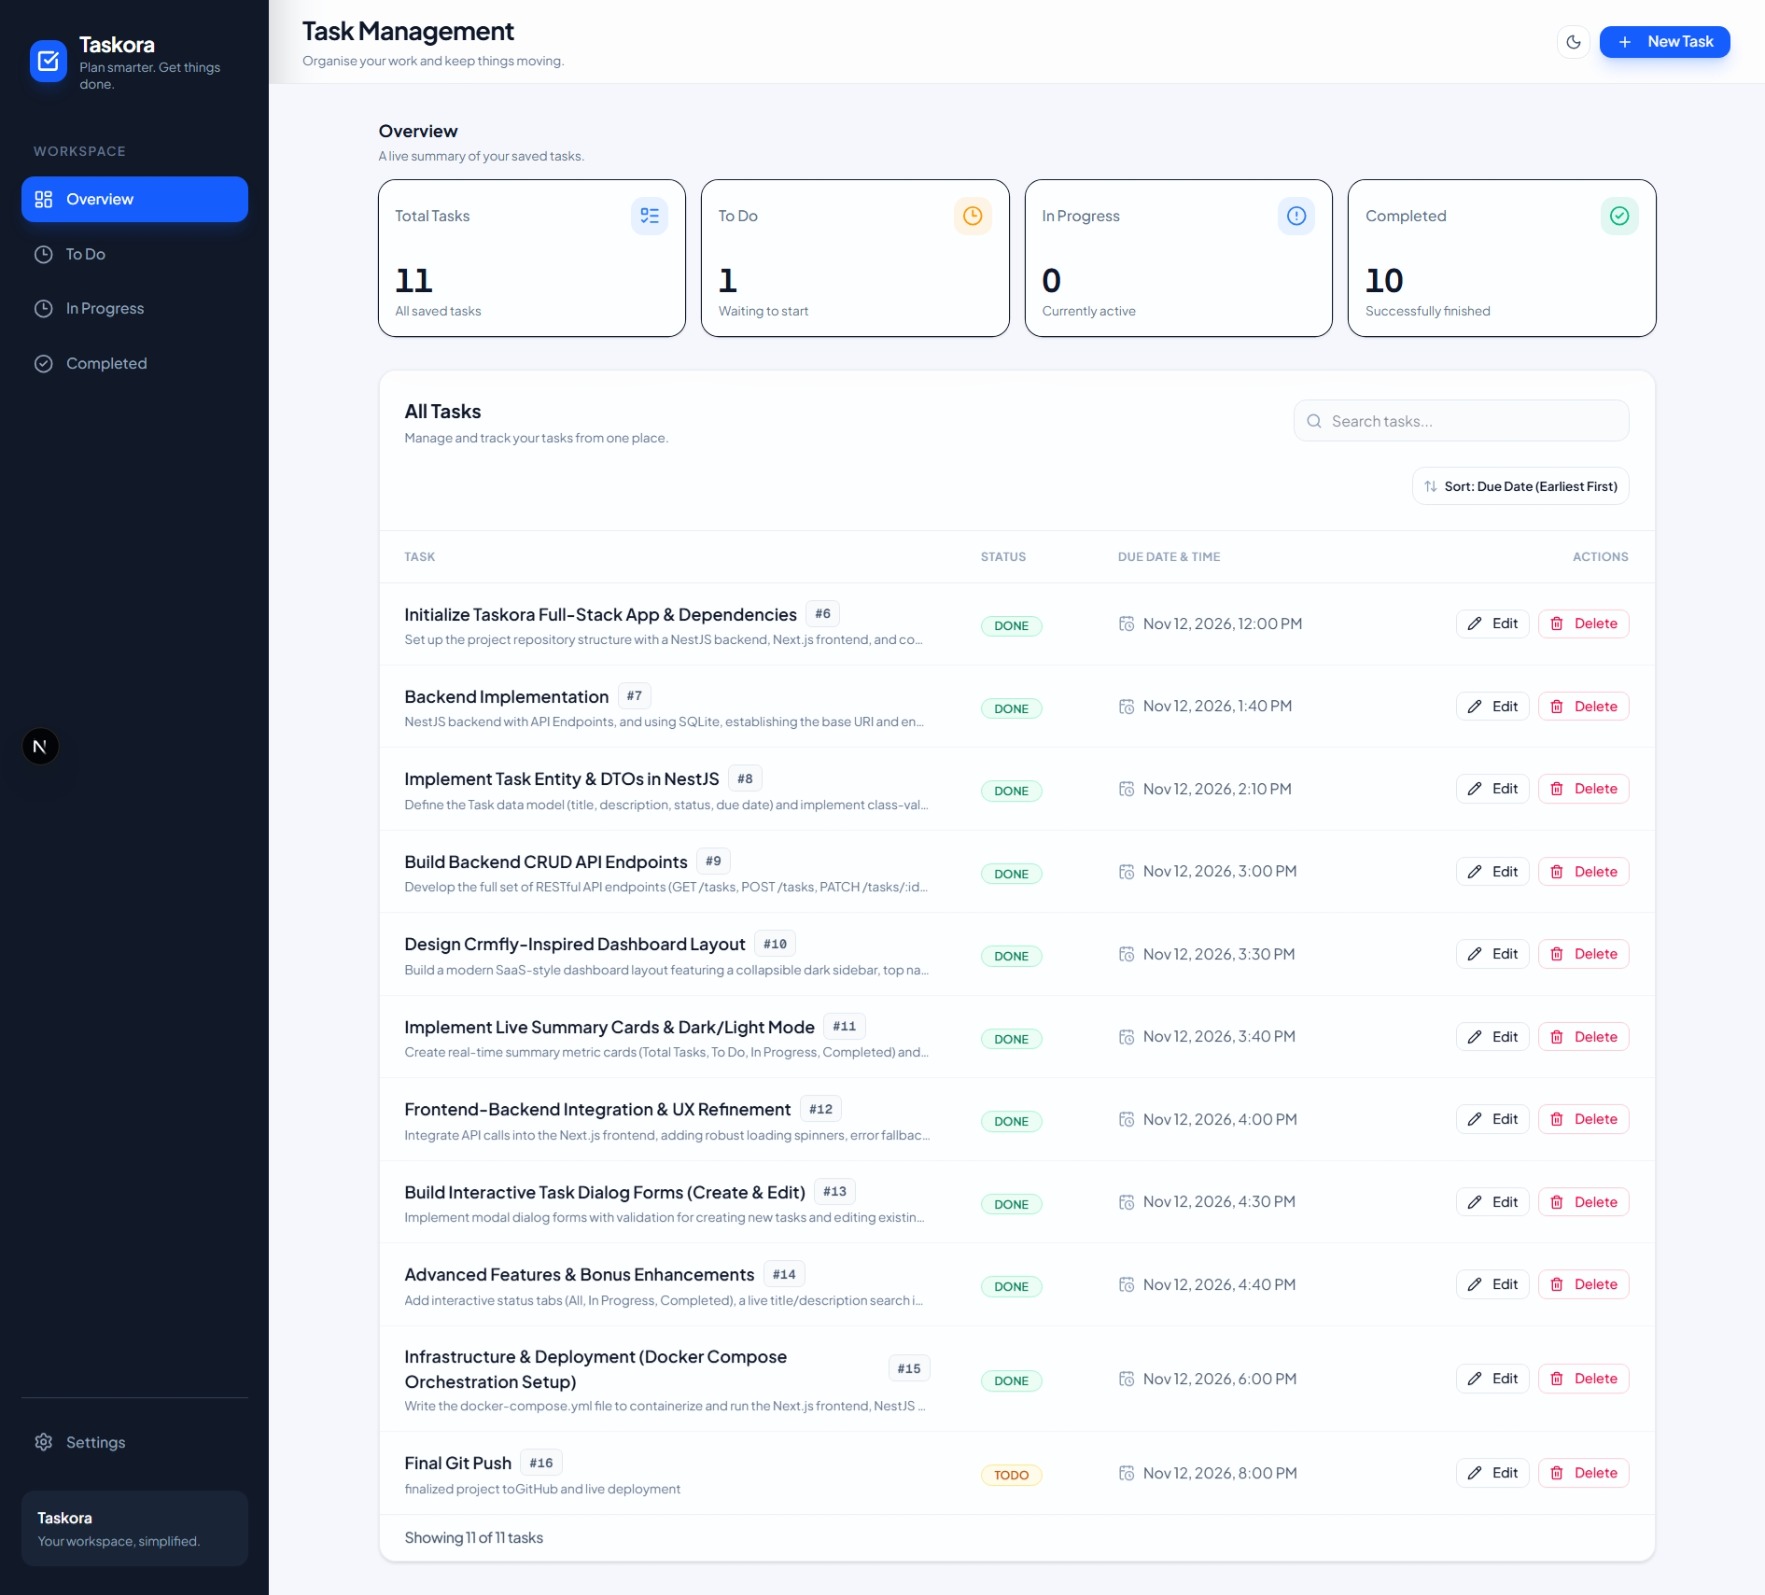 Taskora
Plan smarter. Get things
done.
WORKSPACE
Overview
To Do
In Progress
Completed
N
Settings
Taskora
Your workspace, simplified.
Task Management
Organise your work and keep things moving.
New Task
Overview
A live summary of your saved tasks.
Total Tasks
11
All saved tasks
To Do
1
Waiting to start
In Progress
0
Currently active
Completed
10
Successfully finished
All Tasks
Manage and track your tasks from one place.
Search tasks...
Sort: Due Date (Earliest First)
TASK STATUS DUE DATE & TIME ACTIONS
Initialize Taskora Full-Stack App & Dependencies #6
Set up the project repository structure with a NestJS backend, Next.js frontend, and co...
DONE Nov 12, 2026, 12:00 PM Edit Delete
Backend Implementation #7
NestJS backend with API Endpoints, and using SQLite, establishing the base URI and en...
DONE Nov 12, 2026, 1:40 PM Edit Delete
Implement Task Entity & DTOs in NestJS #8
Define the Task data model (title, description, status, due date) and implement class-val...
DONE Nov 12, 2026, 2:10 PM Edit Delete
Build Backend CRUD API Endpoints #9
Develop the full set of RESTful API endpoints (GET /tasks, POST /tasks, PATCH /tasks/:id...
DONE Nov 12, 2026, 3:00 PM Edit Delete
Design Crmfly-Inspired Dashboard Layout #10
Build a modern SaaS-style dashboard layout featuring a collapsible dark sidebar, top na...
DONE Nov 12, 2026, 3:30 PM Edit Delete
Implement Live Summary Cards & Dark/Light Mode #11
Create real-time summary metric cards (Total Tasks, To Do, In Progress, Completed) and...
DONE Nov 12, 2026, 3:40 PM Edit Delete
Frontend-Backend Integration & UX Refinement #12
Integrate API calls into the Next.js frontend, adding robust loading spinners, error fallbac...
DONE Nov 12, 2026, 4:00 PM Edit Delete
Build Interactive Task Dialog Forms (Create & Edit) #13
Implement modal dialog forms with validation for creating new tasks and editing existin...
DONE Nov 12, 2026, 4:30 PM Edit Delete
Advanced Features & Bonus Enhancements #14
Add interactive status tabs (All, In Progress, Completed), a live title/description search i...
DONE Nov 12, 2026, 4:40 PM Edit Delete
Infrastructure & Deployment (Docker Compose
Orchestration Setup) #15
Write the docker-compose.yml file to containerize and run the Next.js frontend, NestJS ...
DONE Nov 12, 2026, 6:00 PM Edit Delete
Final Git Push #16
finalized project toGitHub and live deployment
TODO Nov 12, 2026, 8:00 PM Edit Delete
Showing 11 of 11 tasks